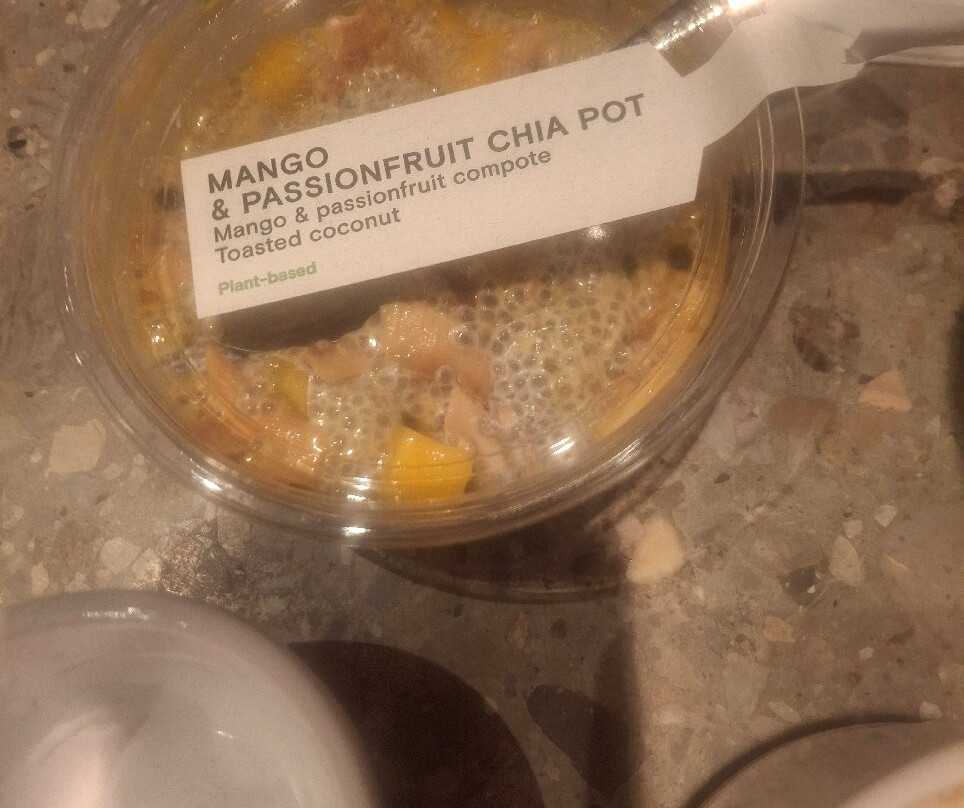 MANGO
& PASSIONFRUIT CHIA POT
Mango & passionfruit compote
Toasted coconut
Plant-based